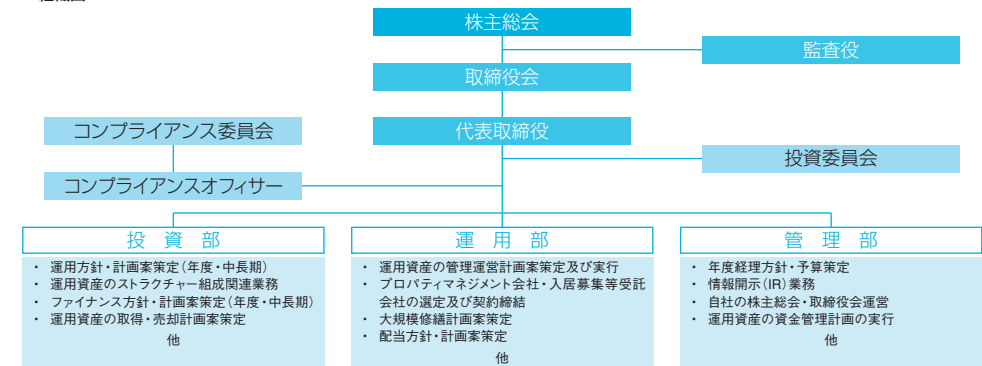 株主総会
監査役
取締役会
コンプライアンス委員会
代表取締役
投資委員会
コンプライアンスオフィサー
投資部
・ 運用方針・計画案策定(年度・中長期)
・ 運用資産のストラクチャー組成関連業務
・ ファイナンス方針・計画案策定(年度・中長期)
・ 運用資産の取得・売却計画案策定
他
運用部
・ 運用資産の管理運営計画案策定及び実行
・ プロパティマネジメント会社・入居募集等受託
会社の選定及び契約締結
・ 大規模修繕計画案策定
・ 配当方針・計画案策定
他
管理部
・ 年度経理方針・予算策定
・ 情報開示(IR)業務
・ 自社の株主総会・取締役会運営
・ 運用資産の資金管理計画の実行
他